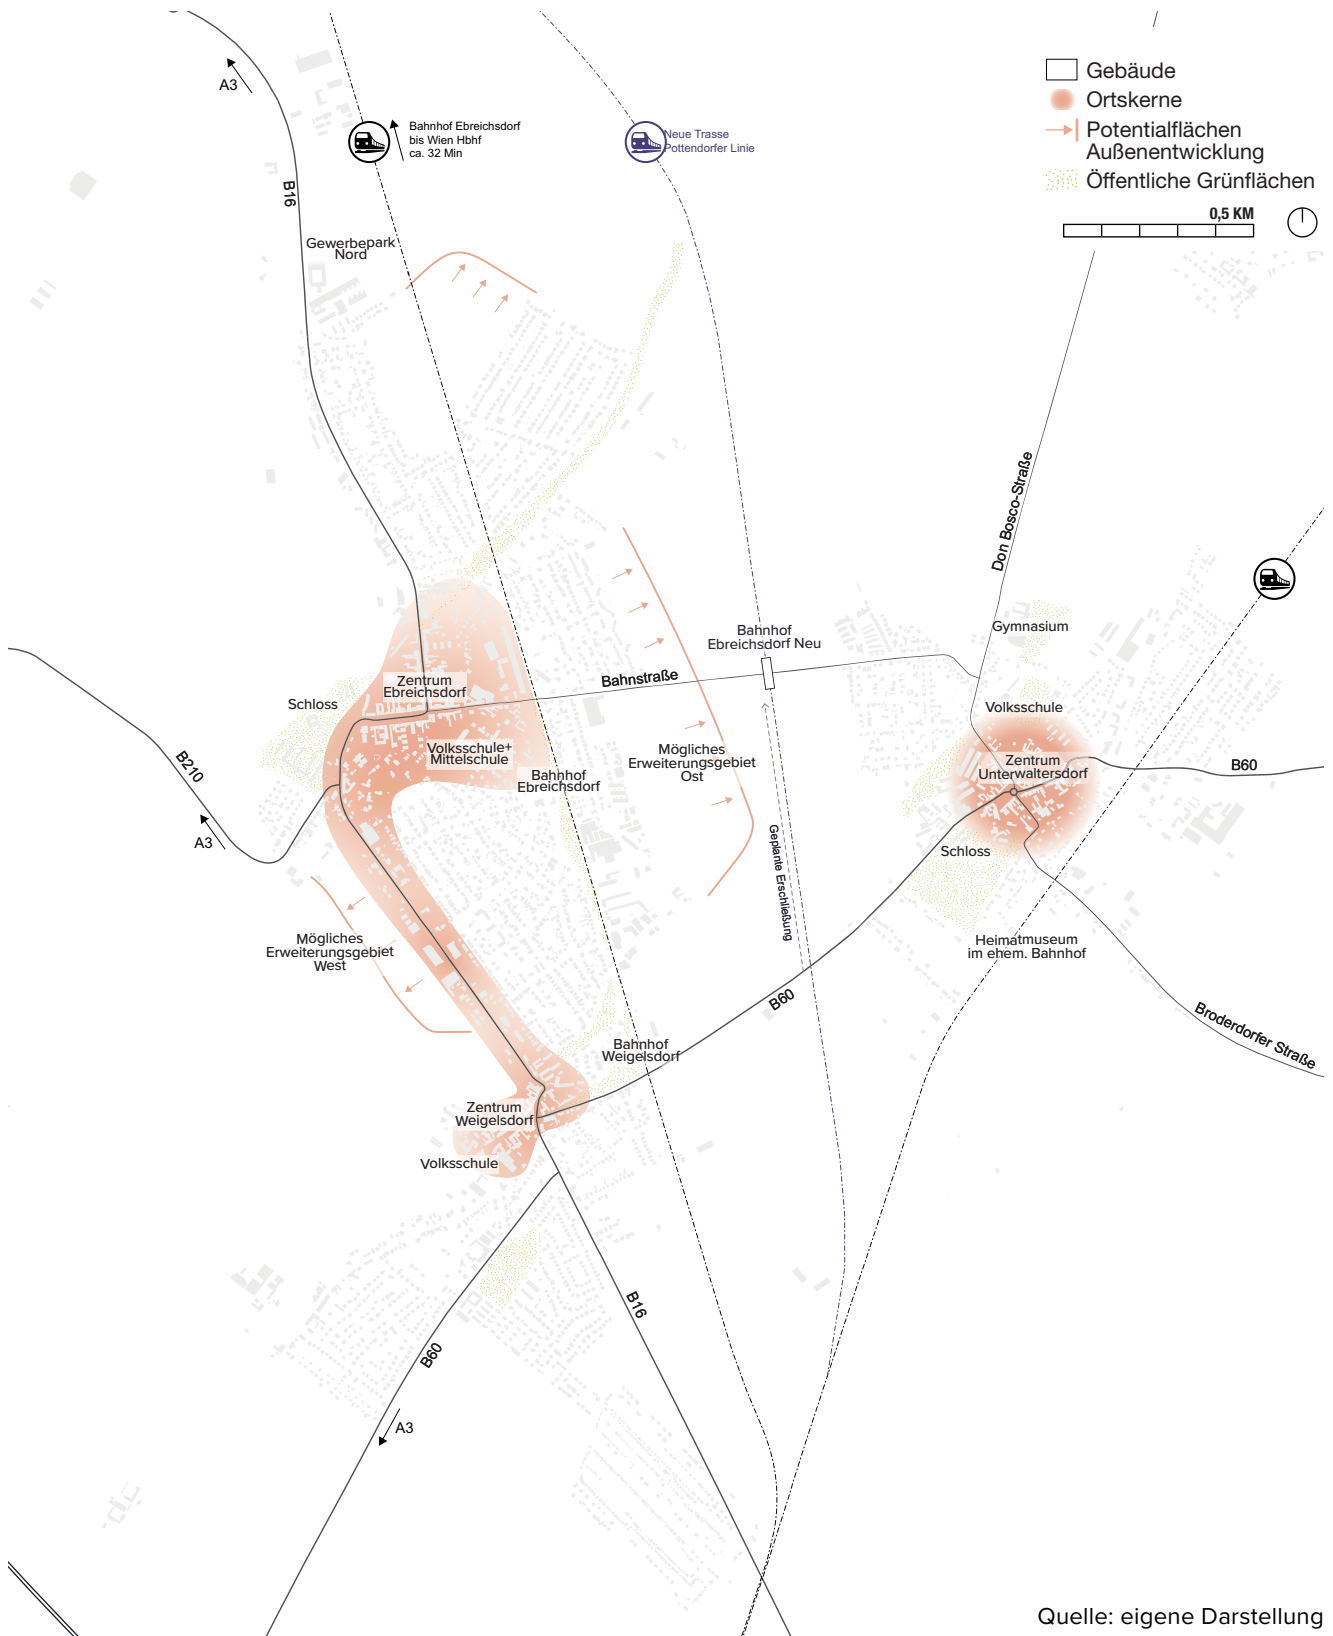 A3
Bahnhof Ebreichsdorf
bis Wien Hbhf
ca. 32 Min
Neue Trasse
Pottendorfer Linie
Gebäude
Ortskerne
Potentialflächen
Außenentwicklung
Öffentliche Grünflächen
0,5 KM
B16
Gewerbepark
Nord
Don Bosco-Straße
Gymnasium
Bahnhof
Ebreichsdorf Neu
Bahnstraße
Zentrum
Ebreichsdorf
Schloss
Volksschule
B210
Volksschule+
Mittelschule
Bahnhof
Ebreichsdorf
Mögliches
Erweiterungsgebiet
Ost
Zentrum
Unterwaltersdorf
B60
A3
Geplante Erschließung
Schloss
Mögliches
Erweiterungsgebiet
West
Heimatmuseum
im ehem. Bahnhof
B60
Broderdorfer Straße
Bahnhof
Weigelsdorf
Zentrum
Weigelsdorf
Volksschule
B16
B60
A3
Quelle: eigene Darstellung